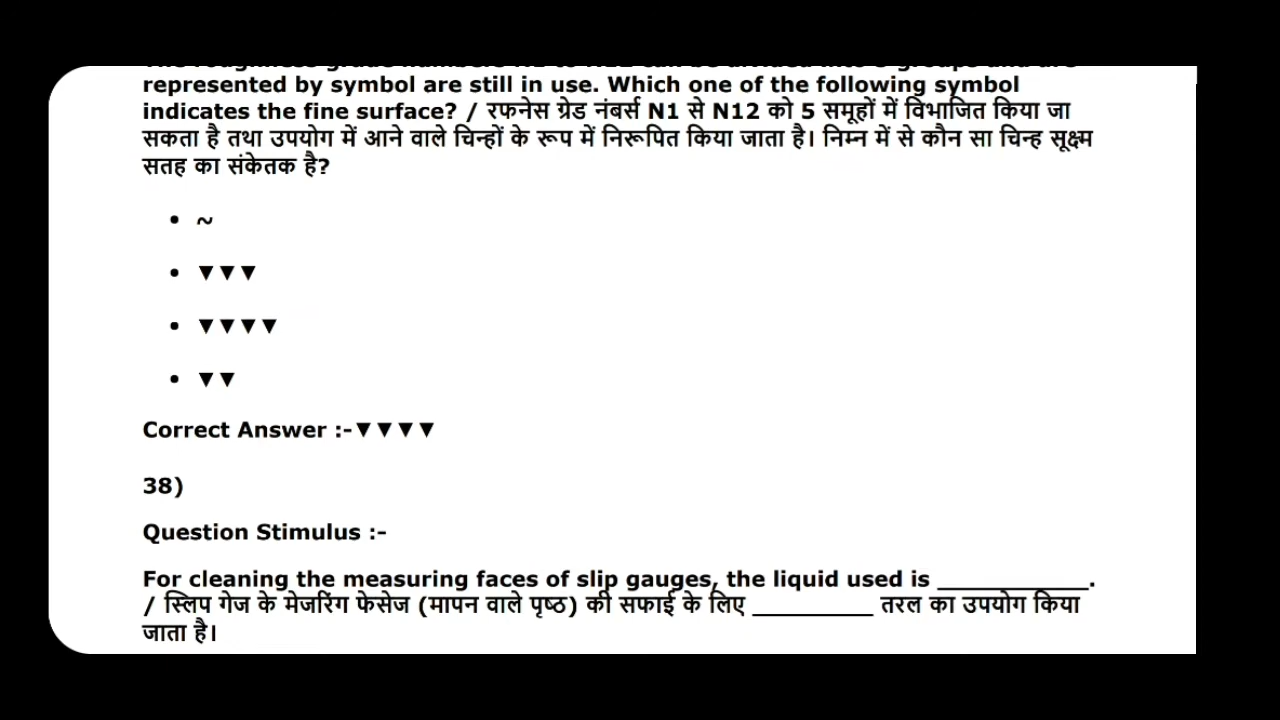 represented by symbol are still in use. Which one of the following symbol
indicates the fine surface? / रफनेस ग्रेड नंबर्स N1 से N12 को 5 समूहों में विभाजित किया जा
सकता है तथा उपयोग में आने वाले चिन्हों के रूप में निरूपित किया जाता है। निम्न में से कौन सा चिन्ह सूक्ष्म
सतह का संकेतक है?
• ~
• ▼▼▼
• ▼▼▼▼
• ▼▼
Correct Answer :-▼▼▼▼
38)
Question Stimulus :-
For cleaning the measuring faces of slip gauges, the liquid used is ____________.
/ स्लिप गेज के मेजरिंग फेसेज (मापन वाले पृष्ठ) की सफाई के लिए __________ तरल का उपयोग किया
जाता है।